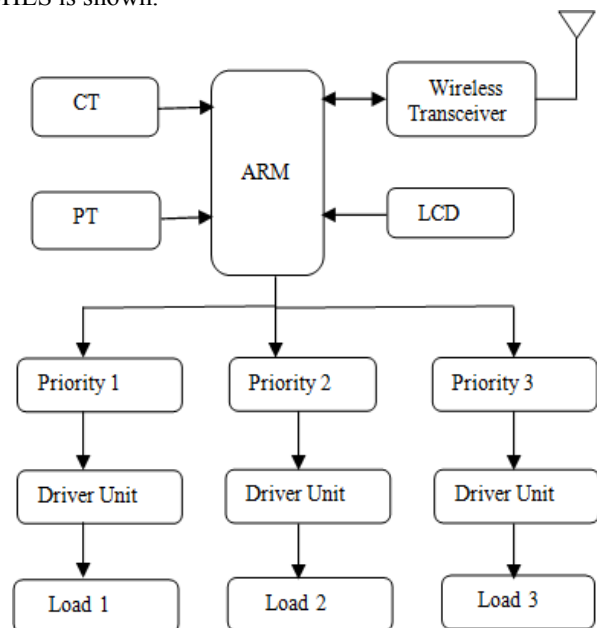 HES is shown.
CT
Wireless
Transceiver
ARM
PT
LCD
Priority 1
Priority 2
Priority 3
Driver Unit
Driver Unit
Driver Unit
Load 1
Load 2
Load 3